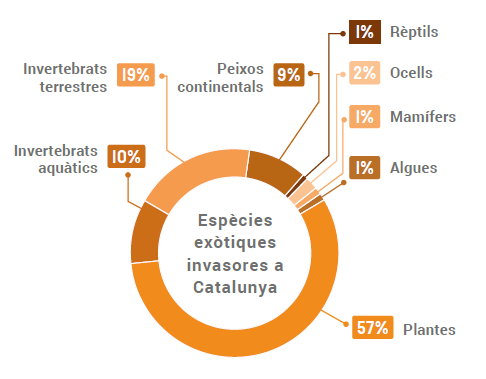 1% Rèptils
Invertebrats
terrestres
19%
Peixos
continentals
9%
2% Ocells
1% Mamífers
Invertebrats
aquàtics
10%
1% Algues
Espècies
exòtiques
invasores a
Catalunya
57% Plantes